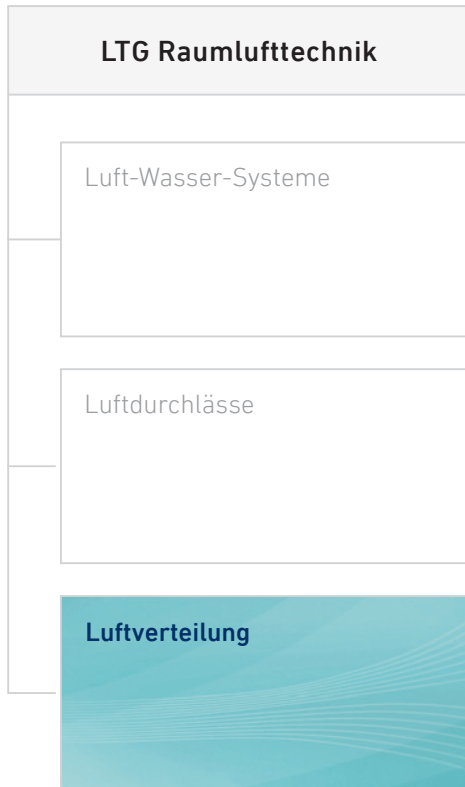 LTG Raumlufttechnik
Luft-Wasser-Systeme
Luftdurchlässe
Luftverteilung